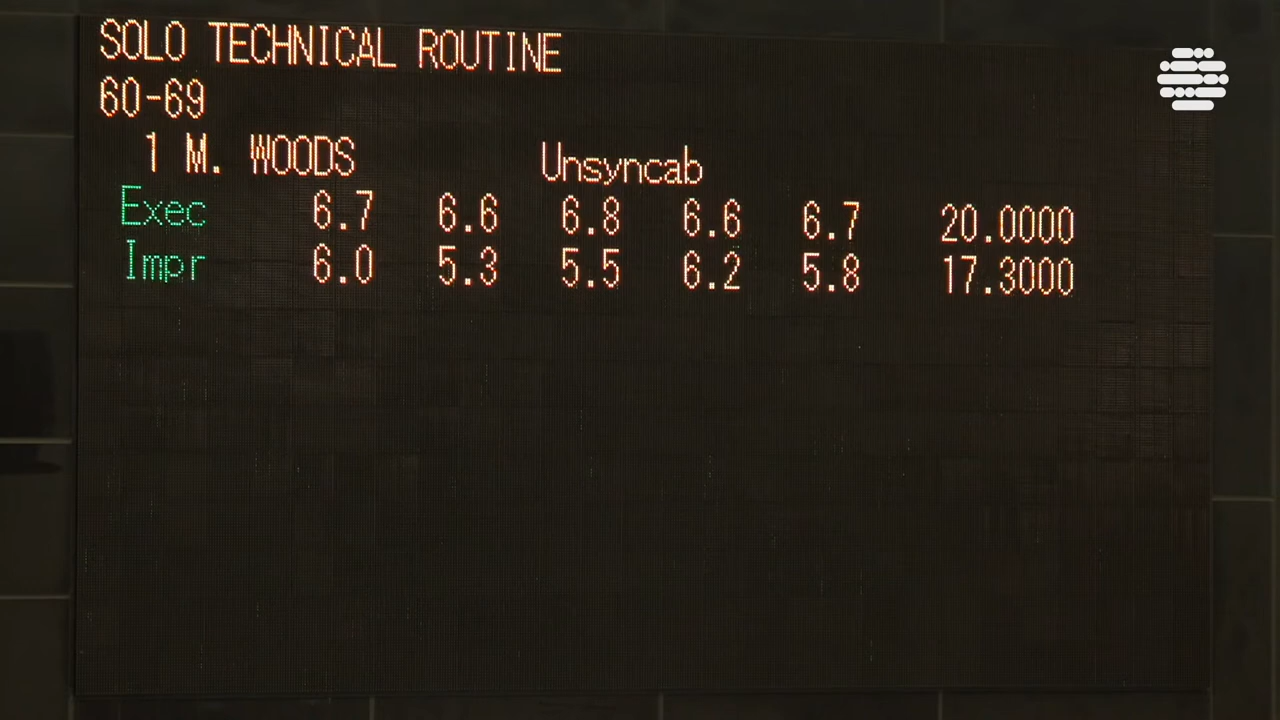 SOLO TECHNICAL ROUTINE
60-69
1 M. WOODS Unsyncab
Exec 6.7 6.6 6.8 6.6 6.7 20.0000
Impr 6.0 5.3 5.5 6.2 5.8 17.3000